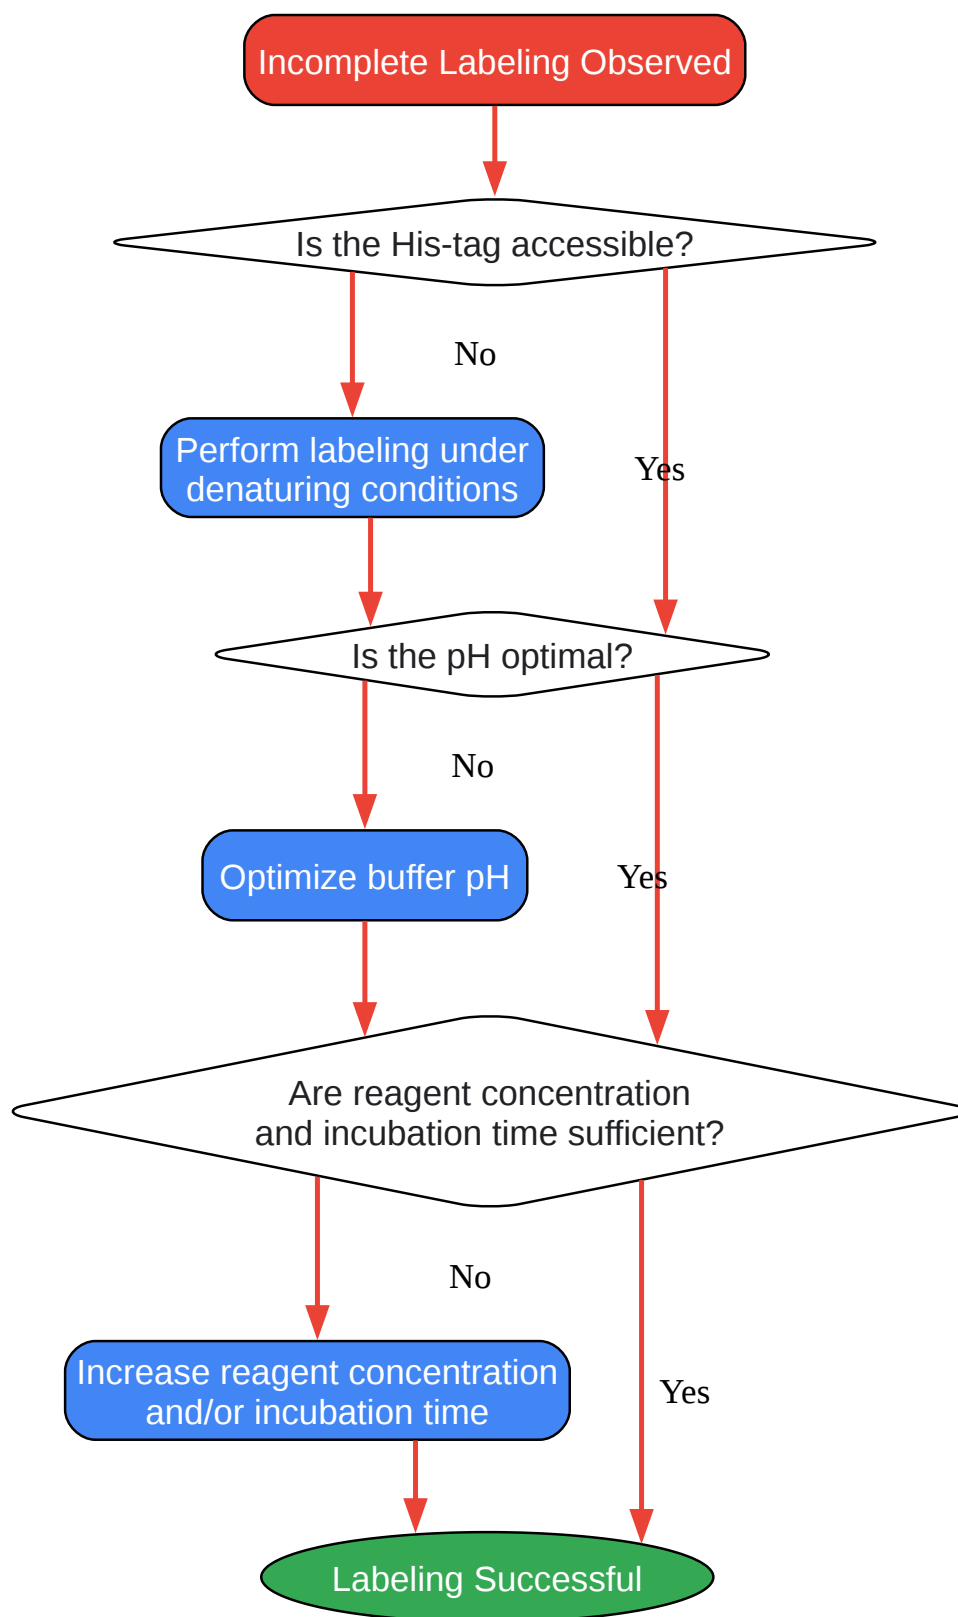 Incomplete Labeling Observed
Is the His-tag accessible?
No
Perform labeling under
denaturing conditions
Yes
Is the pH optimal?
No
Optimize buffer pH
Yes
Are reagent concentration
and incubation time sufficient?
No
Increase reagent concentration
and/or incubation time
Yes
Labeling Successful